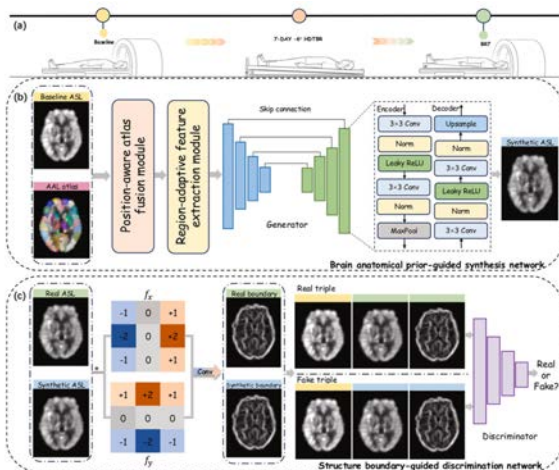 (a)
Baseline
7-DAY -6° HDTBR
(b)
Baseline ASL
AAL atlas
Position-aware atlas
fusion module
Region-adaptive feature
extraction module
Skip connection
Generator
Encoder
3×3 Conv
Norm
Leaky ReLU
3×3 Conv
Norm
MaxPool
Decoder
Upsample
Norm
3×3 Conv
Leaky ReLU
Norm
3×3 Conv
Synthetic ASL
Brain anatomical prior-guided synthesis network
(c)
Real ASL
Synthetic ASL
*
fx
-1 0 +1
-2 0 +2
-1 0 +1
+1 +2 +1
0 0 0
-1 -2 -1
fy
Conv
Real boundary
Synthetic boundary
Real triple
Fake triple
Discriminator
Real
or
Fake?
Structure boundary-guided discrimination network